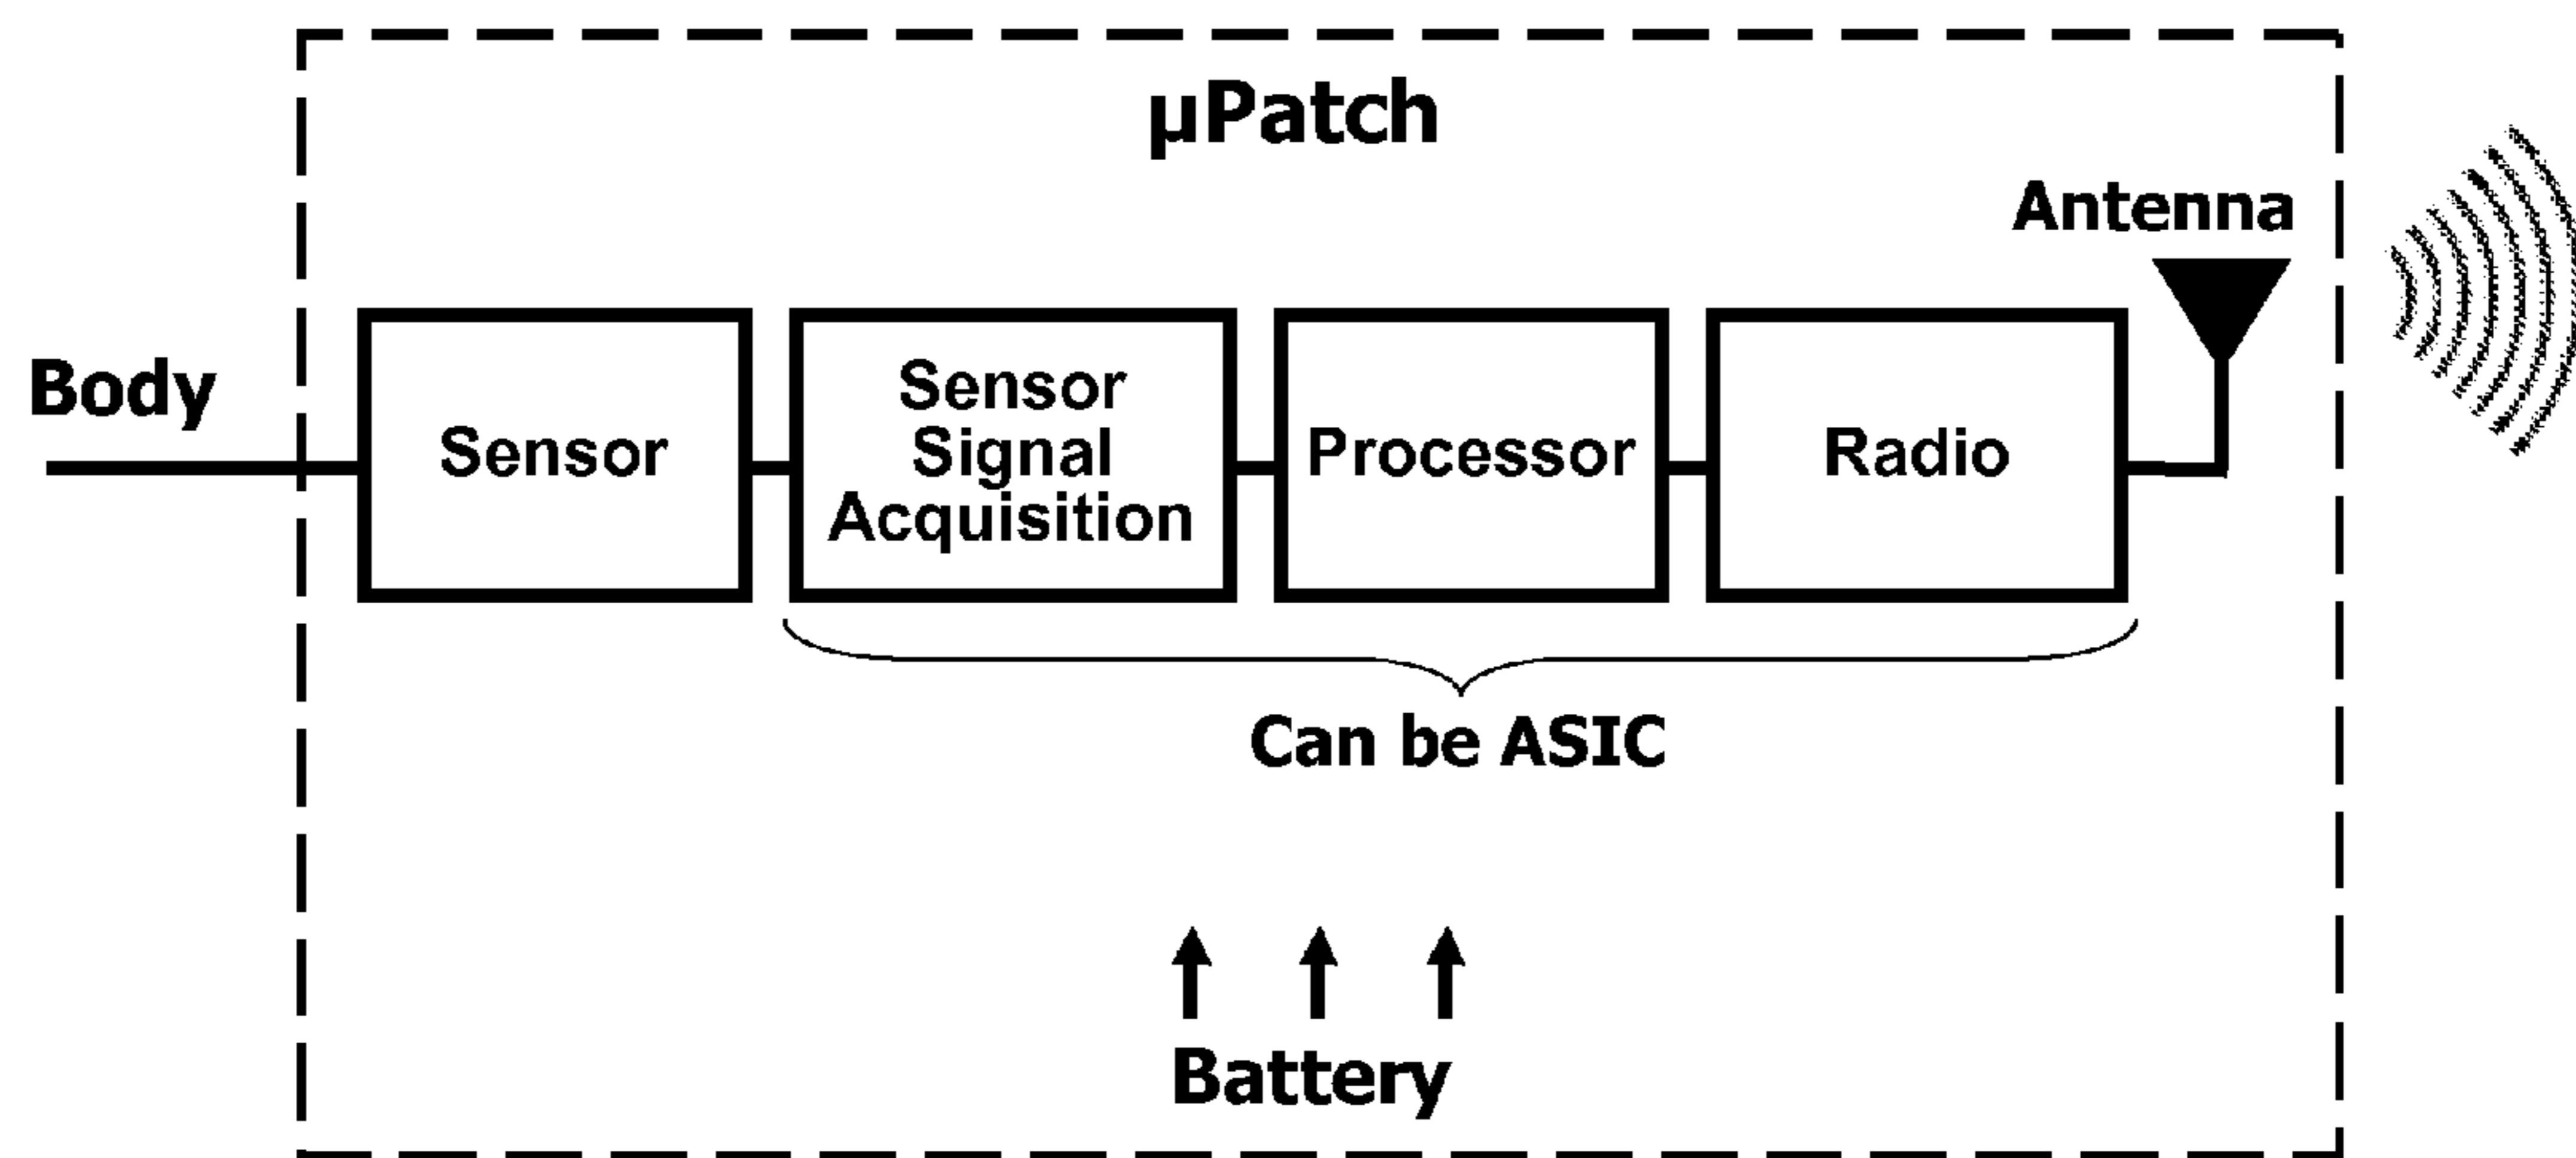 µPatch
Antenna
Body
Sensor
Sensor
Signal
Acquisition
Processor
Radio
Can be ASIC
Battery